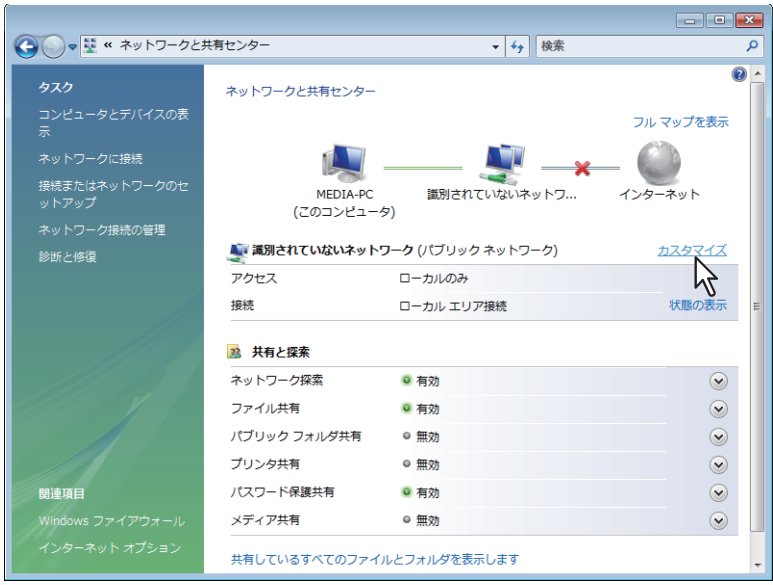 « ネットワークと共有センター
検索
タスク
コンピュータとデバイスの表
示
ネットワークに接続
接続またはネットワークのセ
ットアップ
ネットワーク接続の管理
診断と修復
関連項目
Windows ファイアウォール
インターネット オプション
ネットワークと共有センター
フル マップを表示
MEDIA-PC
(このコンピュータ)
識別されていないネットワ...
インターネット
識別されていないネットワーク (パブリック ネットワーク)
カスタマイズ
アクセス
ローカルのみ
接続
ローカル エリア接続
状態の表示
共有と探索
ネットワーク探索
有効
ファイル共有
有効
パブリック フォルダ共有
無効
プリンタ共有
無効
パスワード保護共有
有効
メディア共有
無効
共有しているすべてのファイルとフォルダを表示します